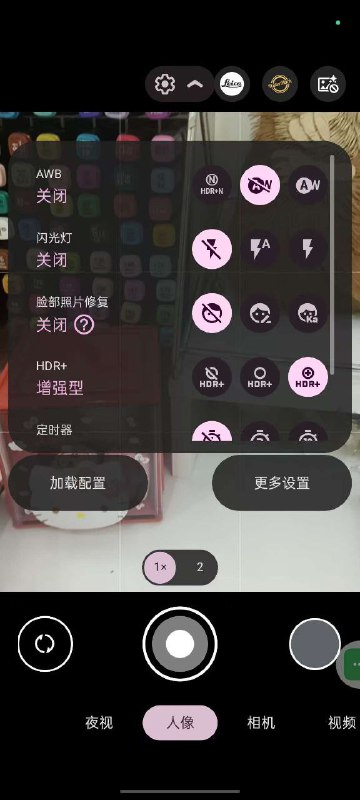 Leica
AWB
关闭
HDR+N
AW
AW
闪光灯
关闭
A
脸部照片修复
关闭 ?
Ka
HDR+
增强型
HDR+
HDR+
HDR+
定时器
加载配置
更多设置
1×
2
夜视
人像
相机
视频